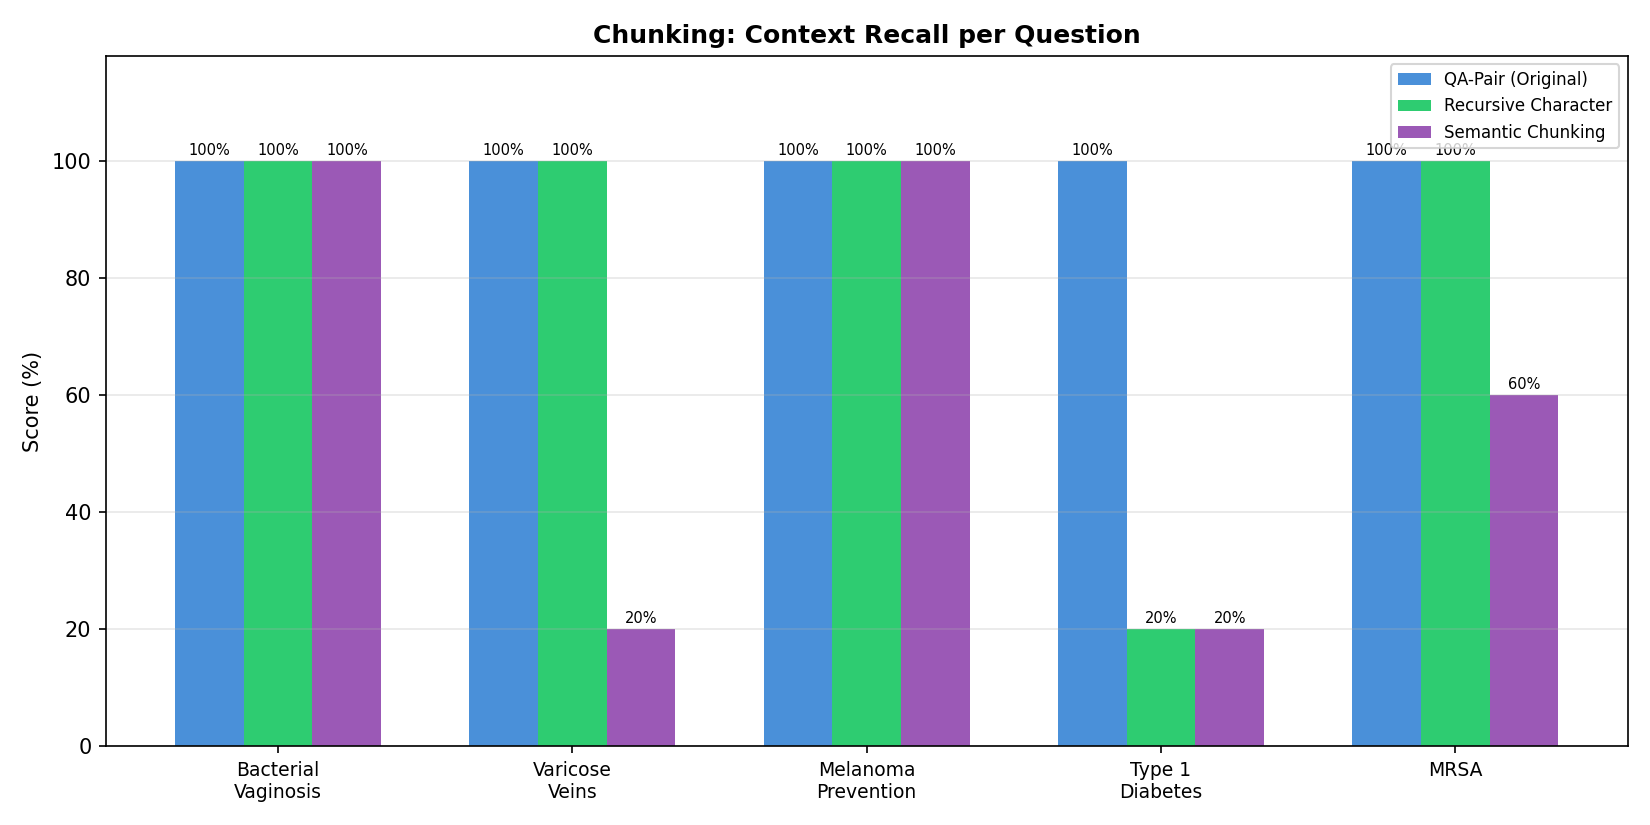 Chunking: Context Recall per Question
QA-Pair (Original)
Recursive Character
Semantic Chunking
100% 100% 100% 100% 100% 100% 100% 100% 100% 100% 100%
60%
20% 20% 20%
100
80
60
40
20
0
Score (%)
Bacterial Vaginosis
Varicose Veins
Melanoma Prevention
Type 1 Diabetes
MRSA